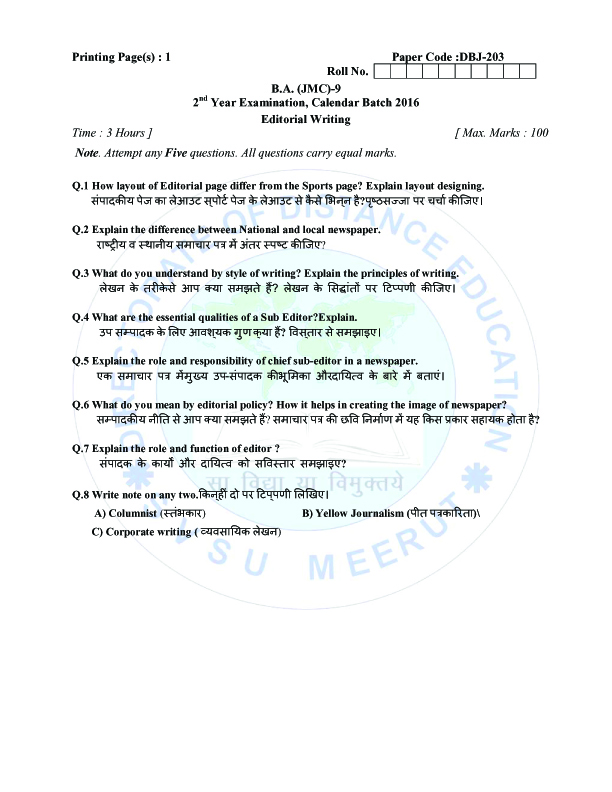 Printing Page(s) : 1 Paper Code :DBJ-203
Roll No.
B.A. (JMC)-9
2nd Year Examination, Calendar Batch 2016
Editorial Writing
Time : 3 Hours ] [ Max. Marks : 100
Note. Attempt any Five questions. All questions carry equal marks.
Q.1 How layout of Editorial page differ from the Sports page? Explain layout designing.
संपादकीय पेज का लेआउट स्पोर्ट पेज के लेआउट से कैसे भिन्न है?पृष्ठसज्जा पर चर्चा कीजिए।
Q.2 Explain the difference between National and local newspaper.
राष्ट्रीय व स्थानीय समाचार पत्र में अंतर स्पष्ट कीजिए?
Q.3 What do you understand by style of writing? Explain the principles of writing.
लेखन के तरीकेसे आप क्या समझते हैं? लेखन के सिद्धांतों पर टिप्पणी कीजिए।
Q.4 What are the essential qualities of a Sub Editor?Explain.
उप सम्पादक के लिए आवश्यक गुण क्या हैं? विस्तार से समझाइए।
Q.5 Explain the role and responsibility of chief sub-editor in a newspaper.
एक समाचार पत्र मेंमुख्य उप-संपादक कीभूमिका औरदायित्व के बारे में बताएं।
Q.6 What do you mean by editorial policy? How it helps in creating the image of newspaper?
सम्पादकीय नीति से आप क्या समझते हैं? समाचार पत्र की छवि निर्माण में यह किस प्रकार सहायक होता है?
Q.7 Explain the role and function of editor ?
संपादक के कार्यों और दायित्व को सविस्तार समझाइए?
Q.8 Write note on any two.किन्हीं दो पर टिप्पणी लिखिए।
A) Columnist (स्तंभकार) B) Yellow Journalism (पीत पत्रकारिता)\
C) Corporate writing ( व्यवसायिक लेखन)
DIRECTORATE OF DISTANCE EDUCATION
सा विद्या या विमुक्तये
SVSU MEERUT